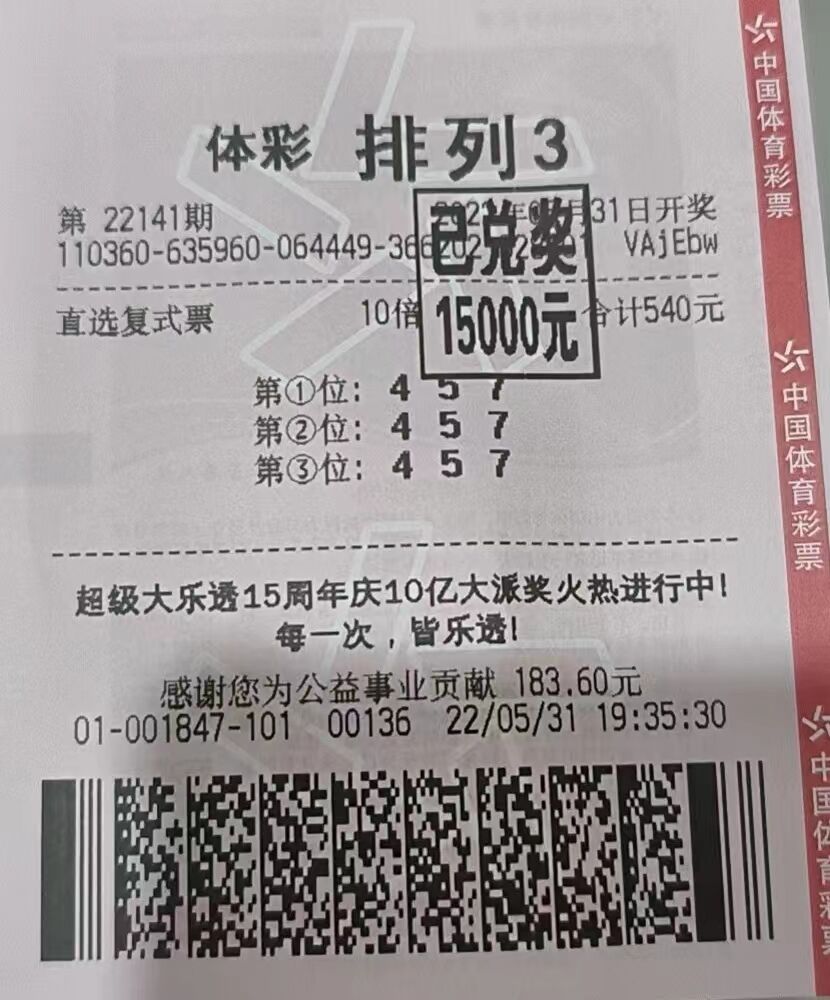 体彩 排列3
第 22141期 年 月31日开奖
110360-635960-064449-366 VAjEbw
已兑奖
15000元
直选复式票 10倍 合计540元
第①位: 4 5 7
第②位: 4 5 7
第③位: 4 5 7
超级大乐透15周年庆10亿大派奖火热进行中!
每一次,皆乐透!
感谢您为公益事业贡献 183.60元
01-001847-101 00136 22/05/31 19:35:30
中国体育彩票
中国体育彩票
中国体育彩票